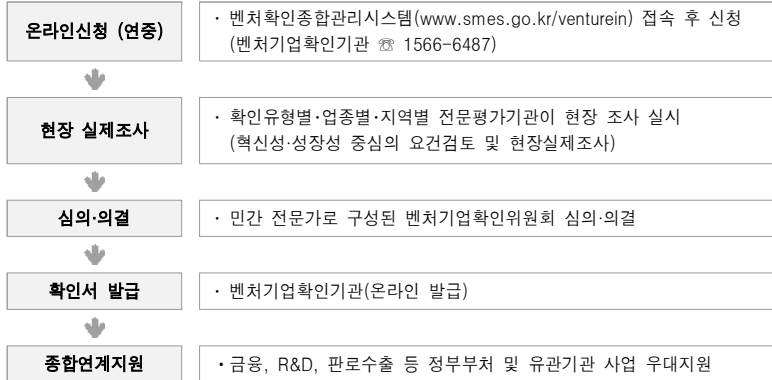 온라인신청 (연중)
· 벤처확인종합관리시스템(www.smes.go.kr/venturein) 접속 후 신청
(벤처기업확인기관 ☏ 1566-6487)
현장 실제조사
· 확인유형별·업종별·지역별 전문평가기관이 현장 조사 실시
(혁신성·성장성 중심의 요건검토 및 현장실제조사)
심의·의결
· 민간 전문가로 구성된 벤처기업확인위원회 심의·의결
확인서 발급
· 벤처기업확인기관(온라인 발급)
종합연계지원
· 금융, R&D, 판로수출 등 정부부처 및 유관기관 사업 우대지원